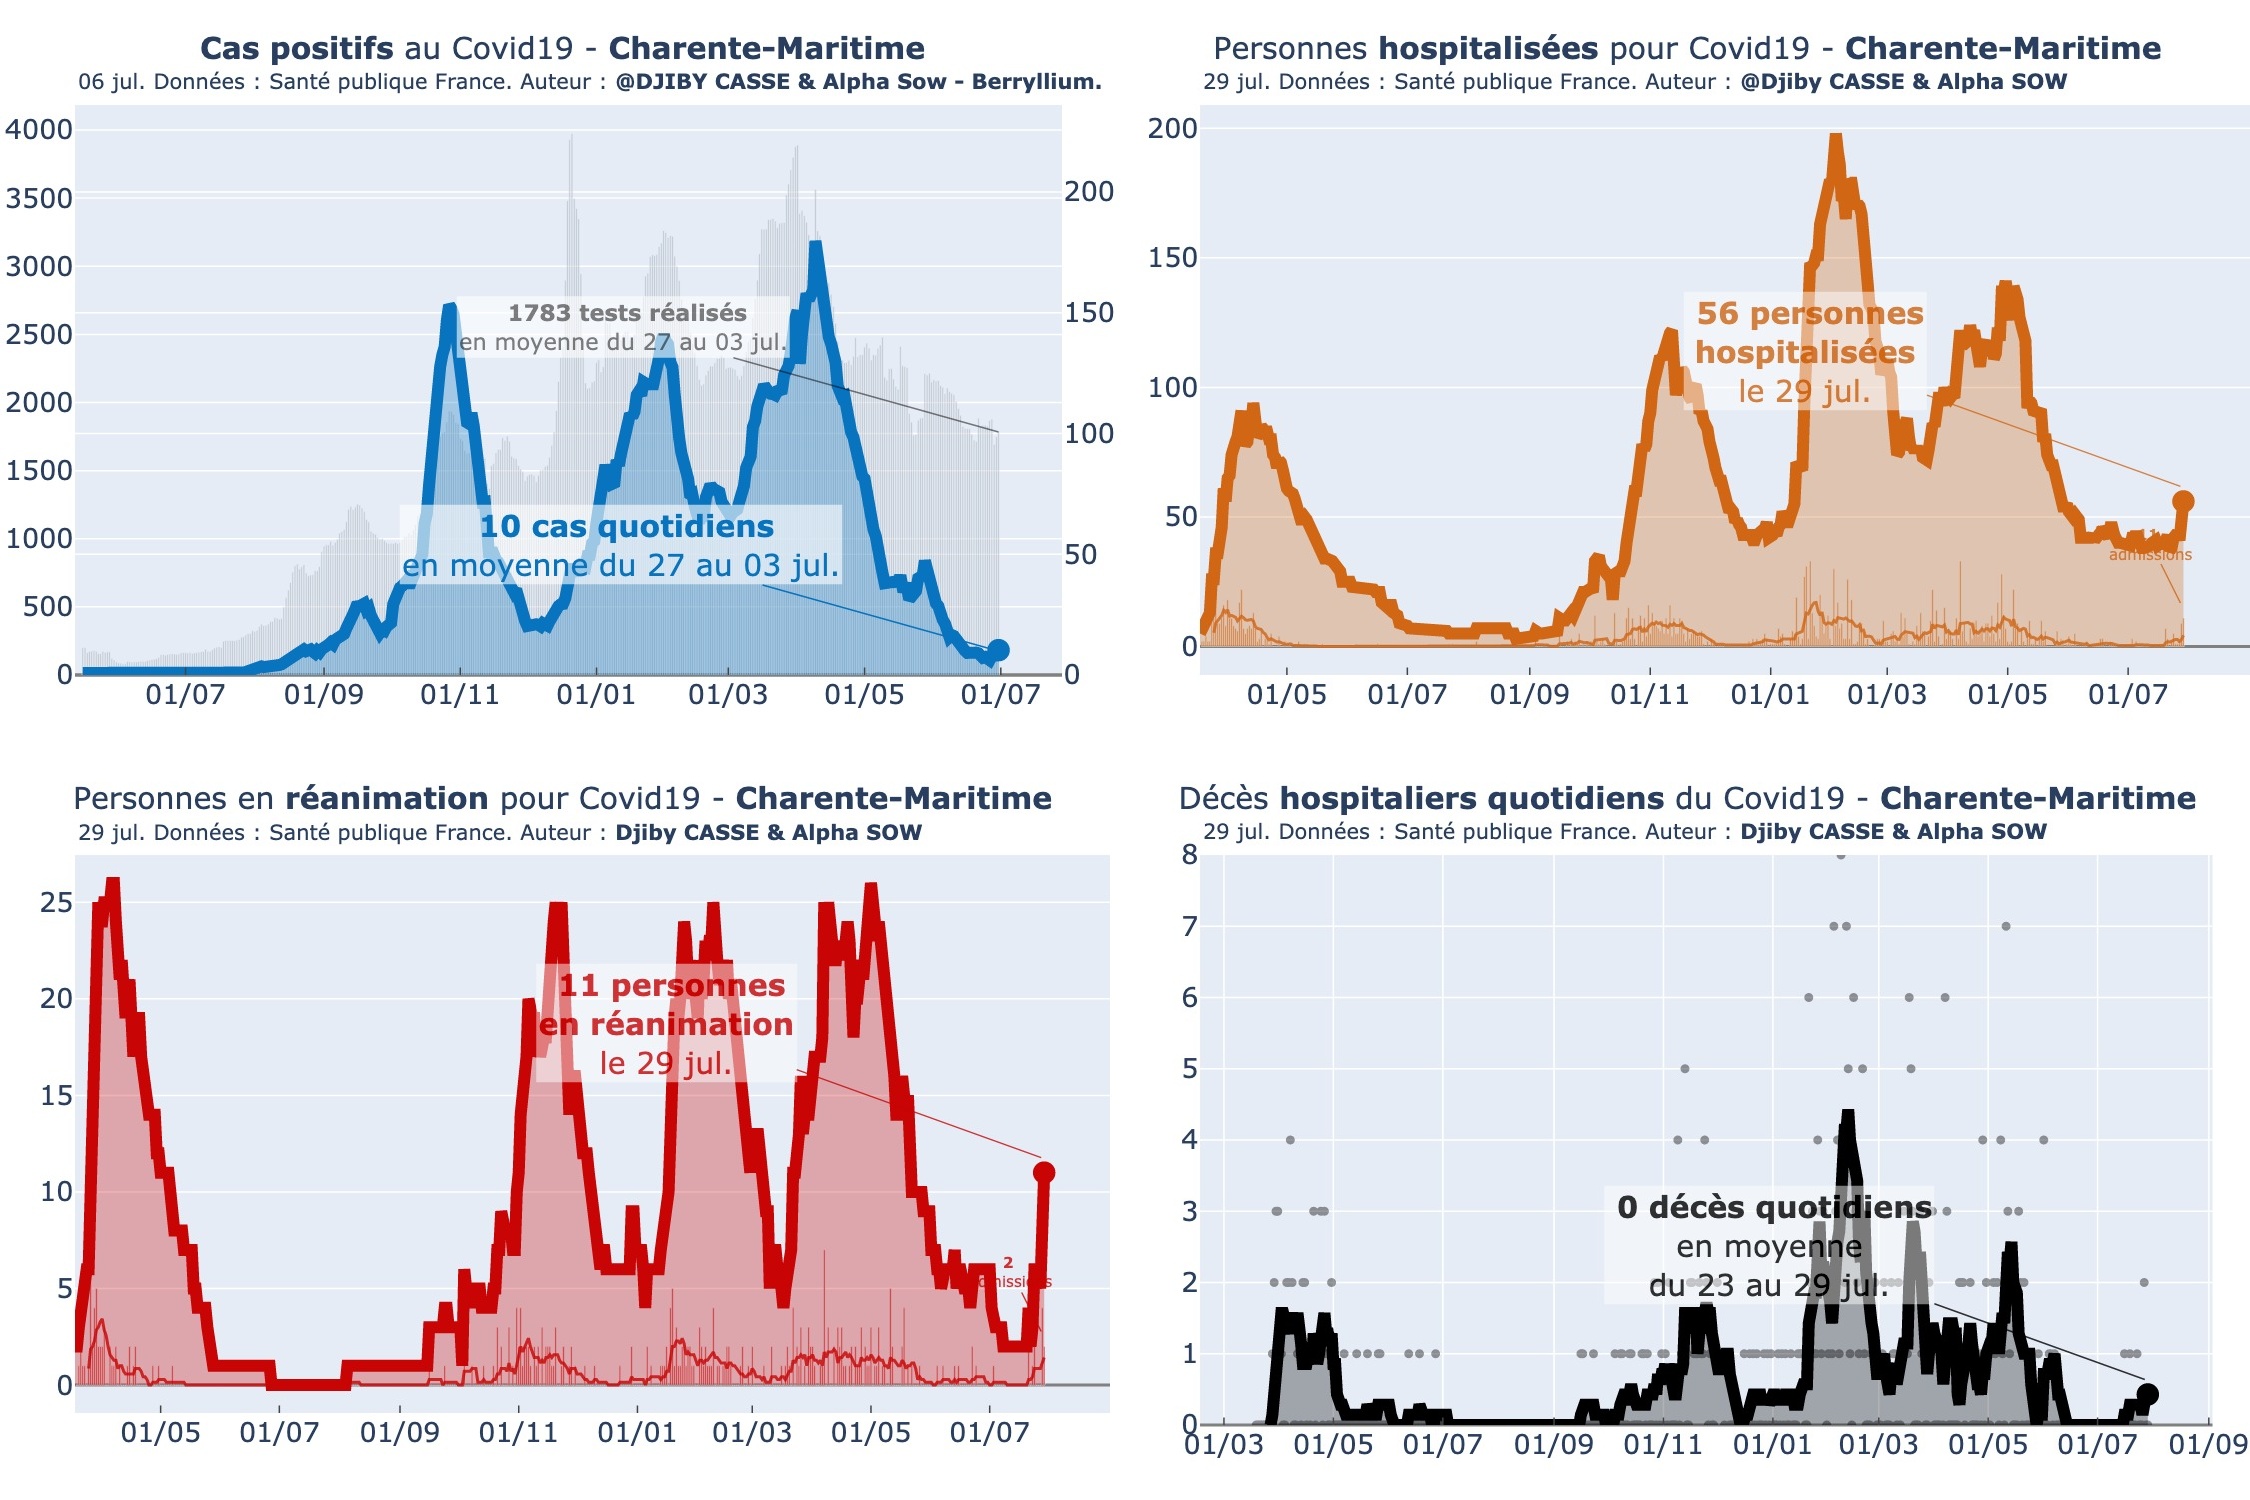 Cas positifs au Covid19 - Charente-Maritime
06 jul. Données : Santé publique France. Auteur : @DJIBY CASSE & Alpha Sow - Berryllium.
4000
3500
3000
2500
2000
1500
1000
500
0
200
150
100
50
0
1783 tests réalisés
en moyenne du 27 au 03 jul.
10 cas quotidiens
en moyenne du 27 au 03 jul.
01/07 01/09 01/11 01/01 01/03 01/05 01/07
Personnes hospitalisées pour Covid19 - Charente-Maritime
29 jul. Données : Santé publique France. Auteur : @Djiby CASSE & Alpha SOW
200
150
100
50
0
56 personnes
hospitalisées
le 29 jul.
11
admissions
01/05 01/07 01/09 01/11 01/01 01/03 01/05 01/07
Personnes en réanimation pour Covid19 - Charente-Maritime
29 jul. Données : Santé publique France. Auteur : Djiby CASSE & Alpha SOW
25
20
15
10
5
0
11 personnes
en réanimation
le 29 jul.
2
admissions
01/05 01/07 01/09 01/11 01/01 01/03 01/05 01/07
Décès hospitaliers quotidiens du Covid19 - Charente-Maritime
29 jul. Données : Santé publique France. Auteur : Djiby CASSE & Alpha SOW
8
7
6
5
4
3
2
1
0
0 décès quotidiens
en moyenne
du 23 au 29 jul.
01/03 01/05 01/07 01/09 01/11 01/01 01/03 01/05 01/07 01/09